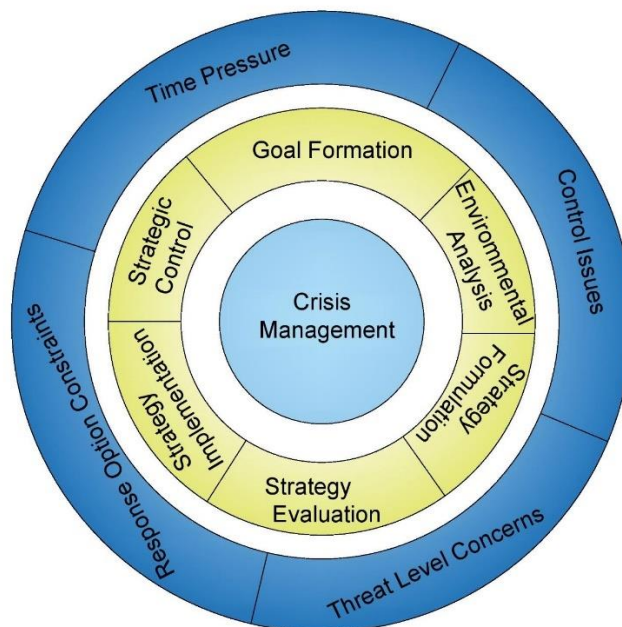 Time Pressure
Control Issues
Threat Level Concerns
Response Option Constraints
Goal Formation
Environmental
Analysis
Strategy
Formulation
Strategy
Evaluation
Strategy
Implementation
Strategic
Control
Crisis
Management